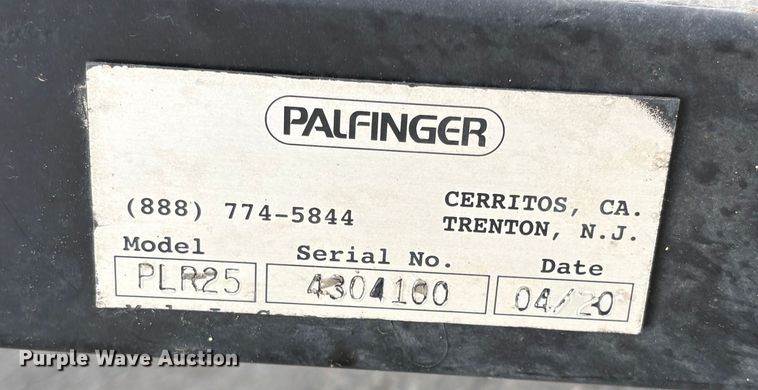 PALFINGER
(888) 774-5844
CERRITOS, CA.
TRENTON, N.J.
Model Serial No. Date
PLR25 4304100 04/20
Purple Wave Auction